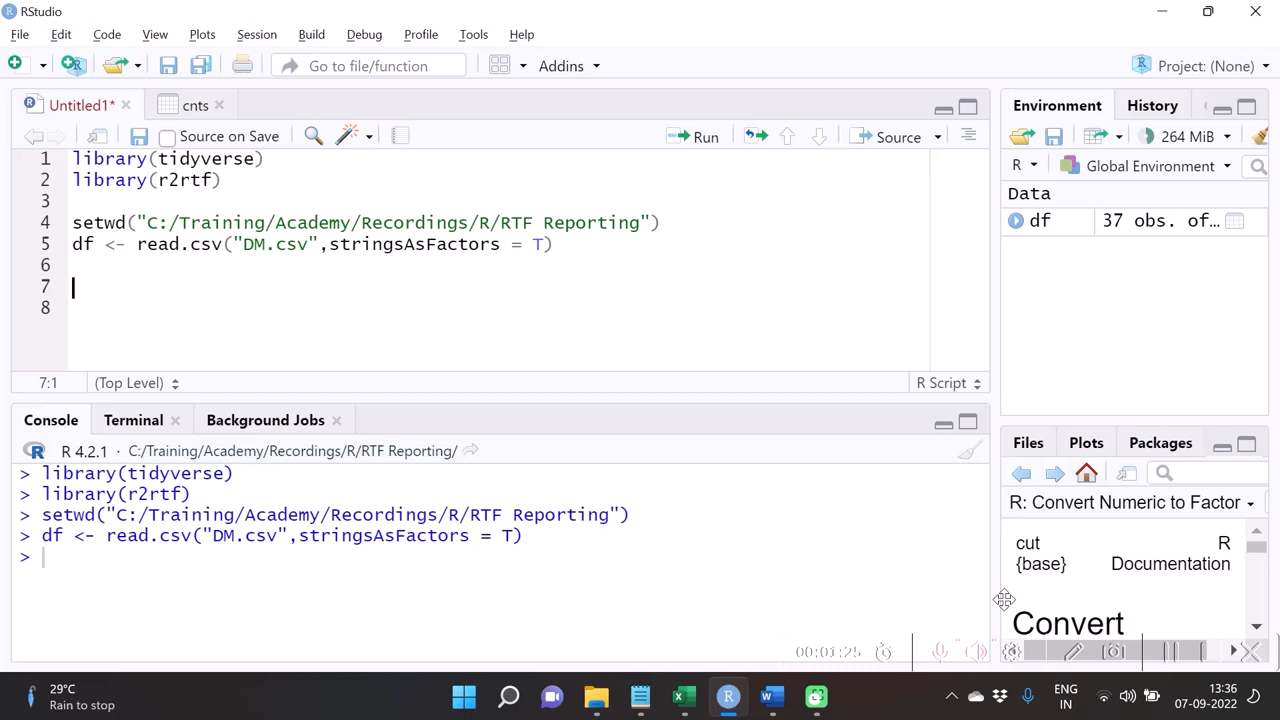 RStudio
File Edit Code View Plots Session Build Debug Profile Tools Help
Go to file/function Addins Project: (None)
Untitled1* cnts
Source on Save Run Source
1 library(tidyverse)
2 library(r2rtf)
3
4 setwd("C:/Training/Academy/Recordings/R/RTF Reporting")
5 df <- read.csv("DM.csv",stringsAsFactors = T)
6
7
8
7:1 (Top Level) R Script
Console Terminal Background Jobs
R 4.2.1 · C:/Training/Academy/Recordings/R/RTF Reporting/
> library(tidyverse)
> library(r2rtf)
> setwd("C:/Training/Academy/Recordings/R/RTF Reporting")
> df <- read.csv("DM.csv",stringsAsFactors = T)
>
Environment History
264 MiB
R Global Environment
Data
df 37 obs. of…
Files Plots Packages
R: Convert Numeric to Factor
cut R
{base} Documentation
Convert
00:01:25
29°C
Rain to stop
ENG
IN
13:36
07-09-2022